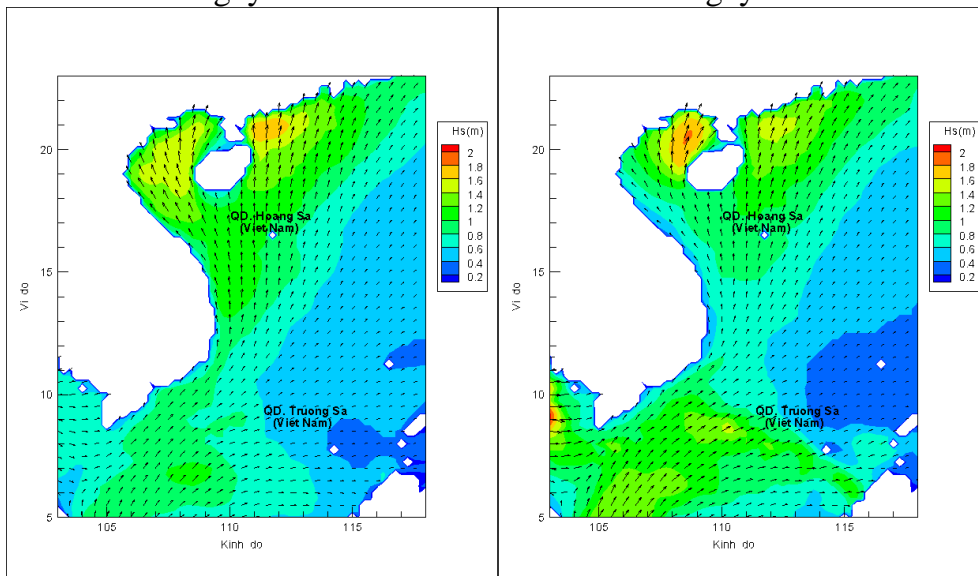 Hs(m)
2
1.8
1.6
1.4
1.2
1
0.8
0.6
0.4
0.2
QD. Hoang Sa
(Viet Nam)
QD. Truong Sa
(Viet Nam)
Vi do
20
15
10
5
105
110
115
Kinh do
Hs(m)
2
1.8
1.6
1.4
1.2
1
0.8
0.6
0.4
0.2
QD. Hoang Sa
(Viet Nam)
QD. Truong Sa
(Viet Nam)
Vi do
20
15
10
5
105
110
115
Kinh do